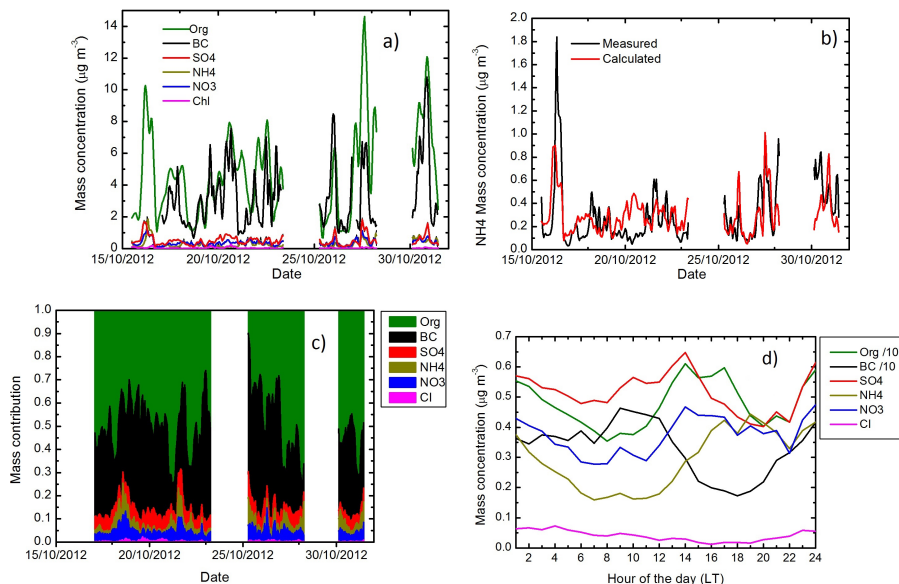 a)
Org
BC
SO4
NH4
NO3
Chl
Mass concentration (μg m-3)
14
12
10
8
6
4
2
0
15/10/2012 20/10/2012 25/10/2012 30/10/2012
Date
b)
Measured
Calculated
NH4 Mass concentration (μg m-3)
2.0
1.8
1.6
1.4
1.2
1.0
0.8
0.6
0.4
0.2
0.0
15/10/2012 20/10/2012 25/10/2012 30/10/2012
Date
c)
Org
BC
SO4
NH4
NO3
Cl
Mass contribution
1.0
0.9
0.8
0.7
0.6
0.5
0.4
0.3
0.2
0.1
0.0
15/10/2012 20/10/2012 25/10/2012 30/10/2012
Date
d)
Org /10
BC /10
SO4
NH4
NO3
Cl
Mass concentration (μg m-3)
0.7
0.6
0.5
0.4
0.3
0.2
0.1
0.0
2 4 6 8 10 12 14 16 18 20 22 24
Hour of the day (LT)